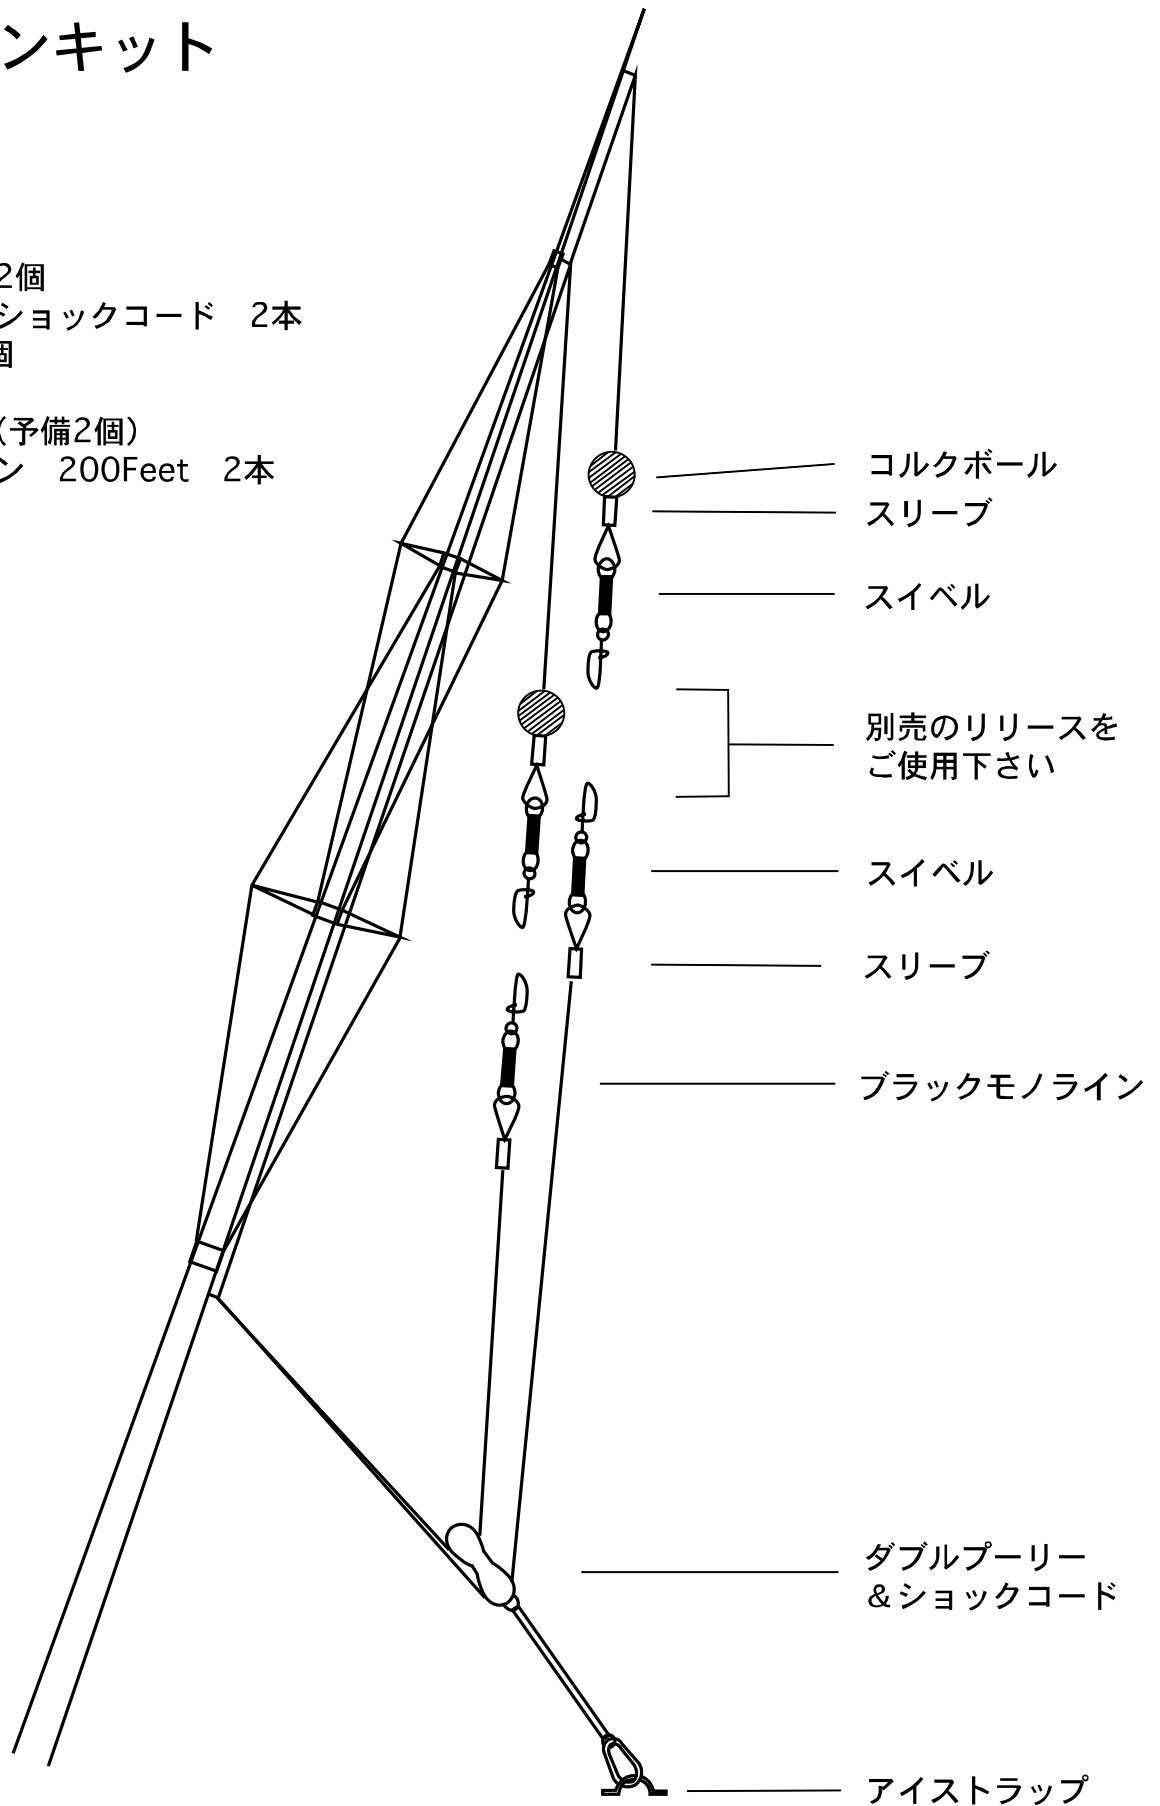 ンキット
2個
ショックコード　2本
個
(予備2個)
ン　200Feet　2本
コルクボール
スリーブ
スイベル
別売のリリースを
ご使用下さい
スイベル
スリーブ
ブラックモノライン
ダブルプーリー
&ショックコード
アイストラップ